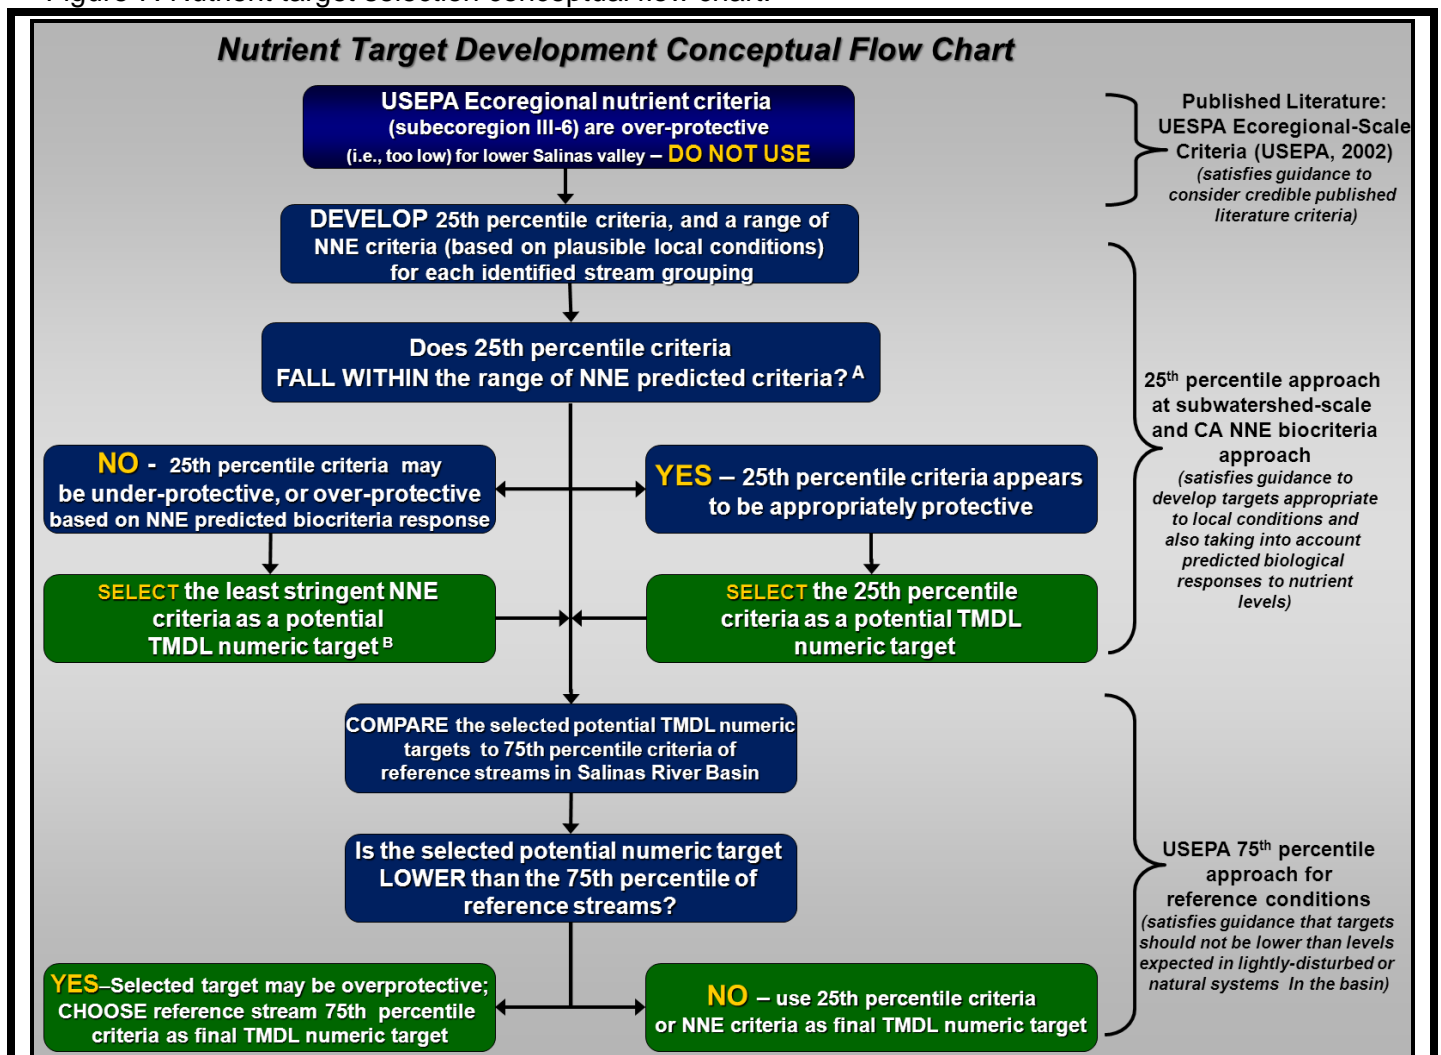 Figure 7. Nutrient target selection conceptual flow chart.
Nutrient Target Development Conceptual Flow Chart
USEPA Ecoregional nutrient criteria
(subecoregion III-6) are over-protective
(i.e., too low) for lower Salinas valley – DO NOT USE
Published Literature:
UESPA Ecoregional-Scale
Criteria (USEPA, 2002)
(satisfies guidance to
consider credible published
literature criteria)
DEVELOP 25th percentile criteria, and a range of
NNE criteria (based on plausible local conditions)
for each identified stream grouping
Does 25th percentile criteria
FALL WITHIN the range of NNE predicted criteria? A
25th percentile approach
at subwatershed-scale
and CA NNE biocriteria
approach
(satisfies guidance to
develop targets appropriate
to local conditions and
also taking into account
predicted biological
responses to nutrient
levels)
NO - 25th percentile criteria may
be under-protective, or over-protective
based on NNE predicted biocriteria response
YES – 25th percentile criteria appears
to be appropriately protective
SELECT the least stringent NNE
criteria as a potential
TMDL numeric target B
SELECT the 25th percentile
criteria as a potential TMDL
numeric target
COMPARE the selected potential TMDL numeric
targets to 75th percentile criteria of
reference streams in Salinas River Basin
Is the selected potential numeric target
LOWER than the 75th percentile of
reference streams?
USEPA 75th percentile
approach for
reference conditions
(satisfies guidance that targets
should not be lower than levels
expected in lightly-disturbed or
natural systems In the basin)
YES–Selected target may be overprotective;
CHOOSE reference stream 75th percentile
criteria as final TMDL numeric target
NO – use 25th percentile criteria
or NNE criteria as final TMDL numeric target